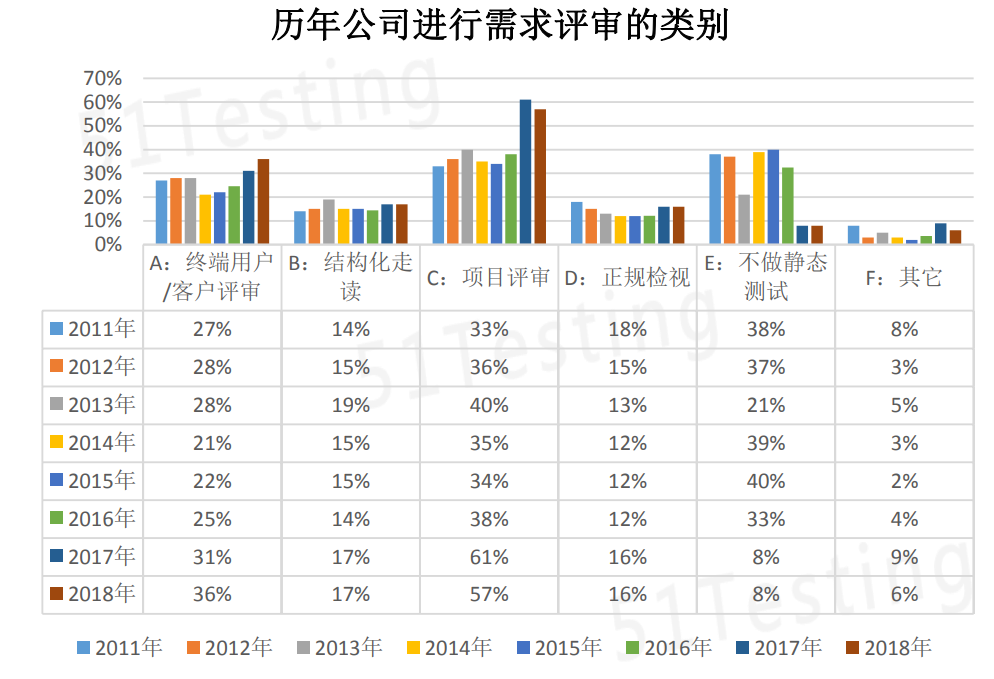 历年公司进行需求评审的类别
70%
60%
50%
40%
30%
20%
10%
0%
A：终端用户 B：结构化走 C：项目评审 D：正规检视 E：不做静态 F：其它
/客户评审 读 测试
2011年 27% 14% 33% 18% 38% 8%
2012年 28% 15% 36% 15% 37% 3%
2013年 28% 19% 40% 13% 21% 5%
2014年 21% 15% 35% 12% 39% 3%
2015年 22% 15% 34% 12% 40% 2%
2016年 25% 14% 38% 12% 33% 4%
2017年 31% 17% 61% 16% 8% 9%
2018年 36% 17% 57% 16% 8% 6%
2011年 2012年 2013年 2014年 2015年 2016年 2017年 2018年
51Testing
51Testing
51Testing